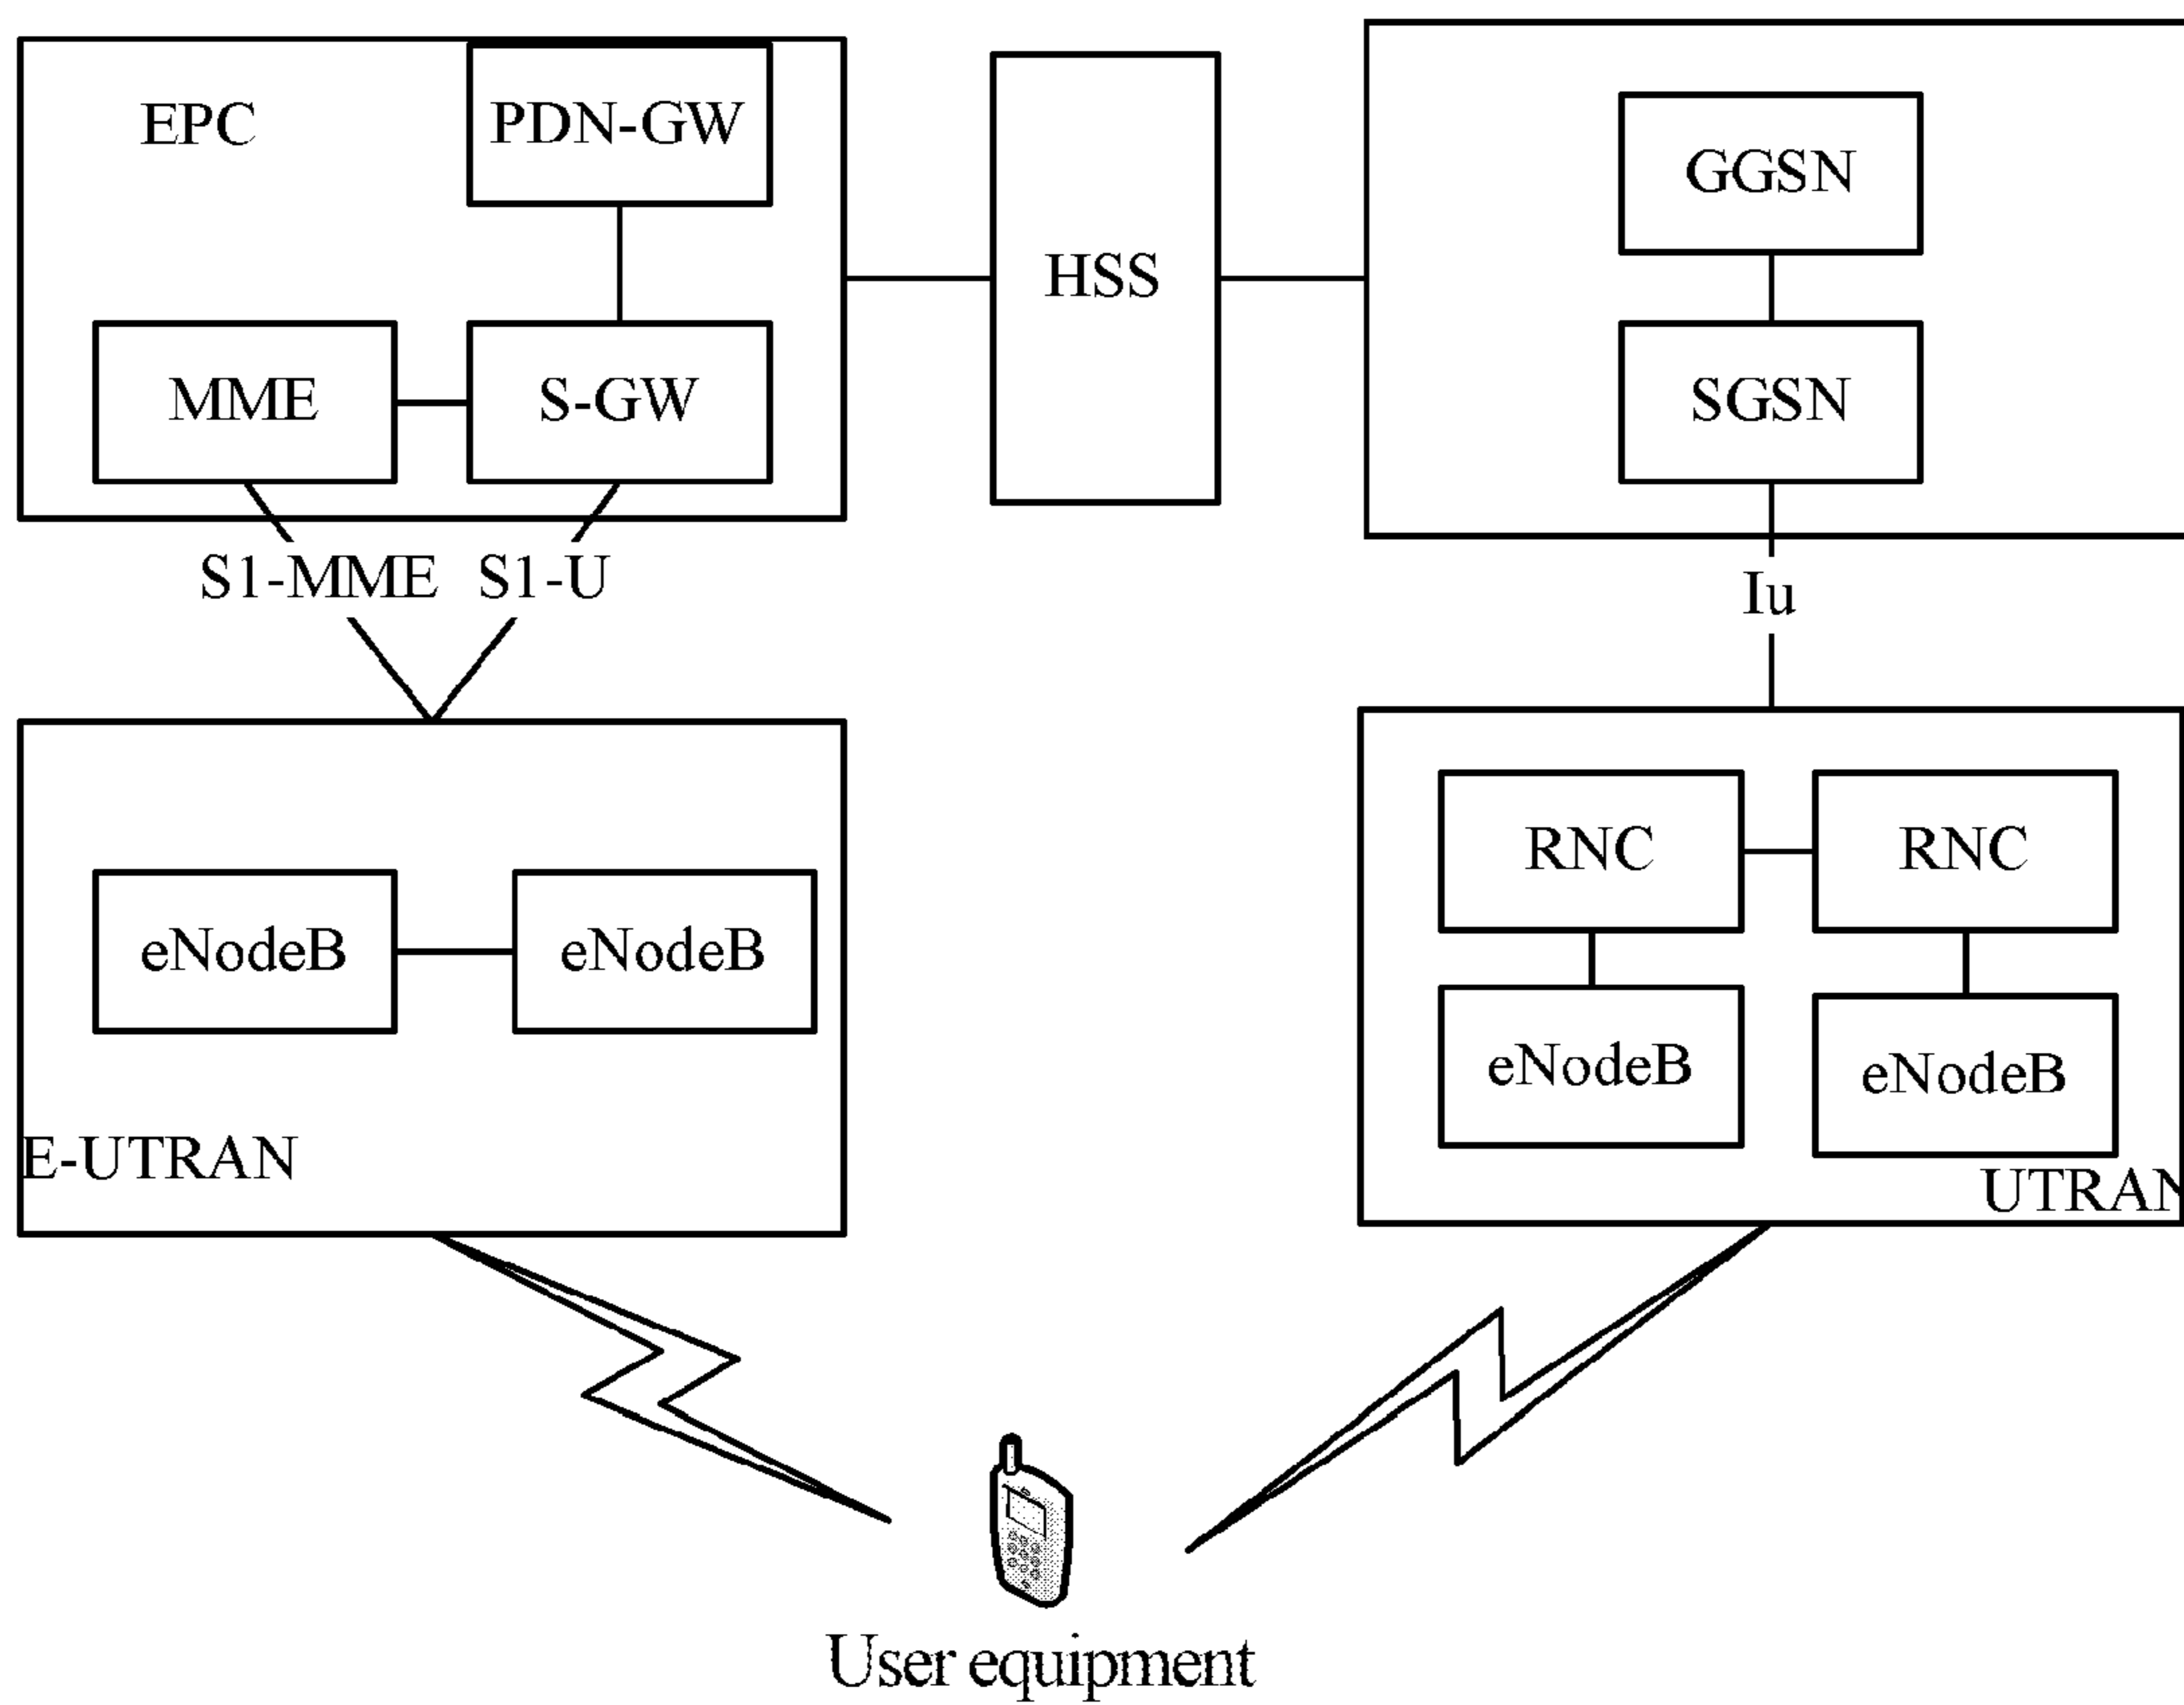 EPC
PDN-GW
MME
S-GW
HSS
GGSN
SGSN
S1-MME
S1-U
Iu
eNodeB
eNodeB
E-UTRAN
RNC
RNC
eNodeB
eNodeB
UTRAN
User equipment